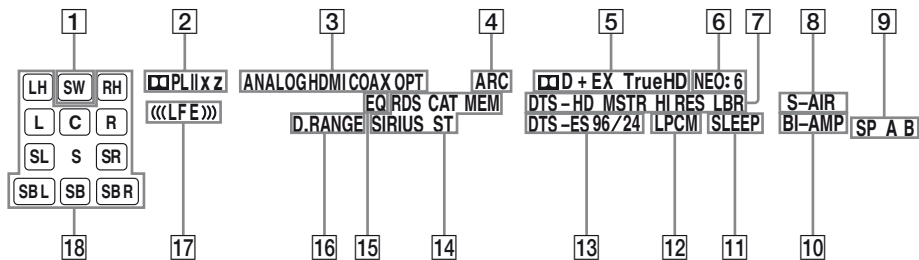 1 2 3 4 5 6 7 8 9
LH SW RH
L C R
SL S SR
SBL SB SBR
PLIIxz
(((LFE)))
ANALOG HDMI COAX OPT ARC
EQ RDS CAT MEM
D.RANGE SIRIUS ST
D + EX TrueHD NEO:6
DTS-HD MSTR HI RES LBR
DTS-ES 96/24 LPCM SLEEP
S-AIR
BI-AMP
SP A B
18 17 16 15 14 13 12 11 10